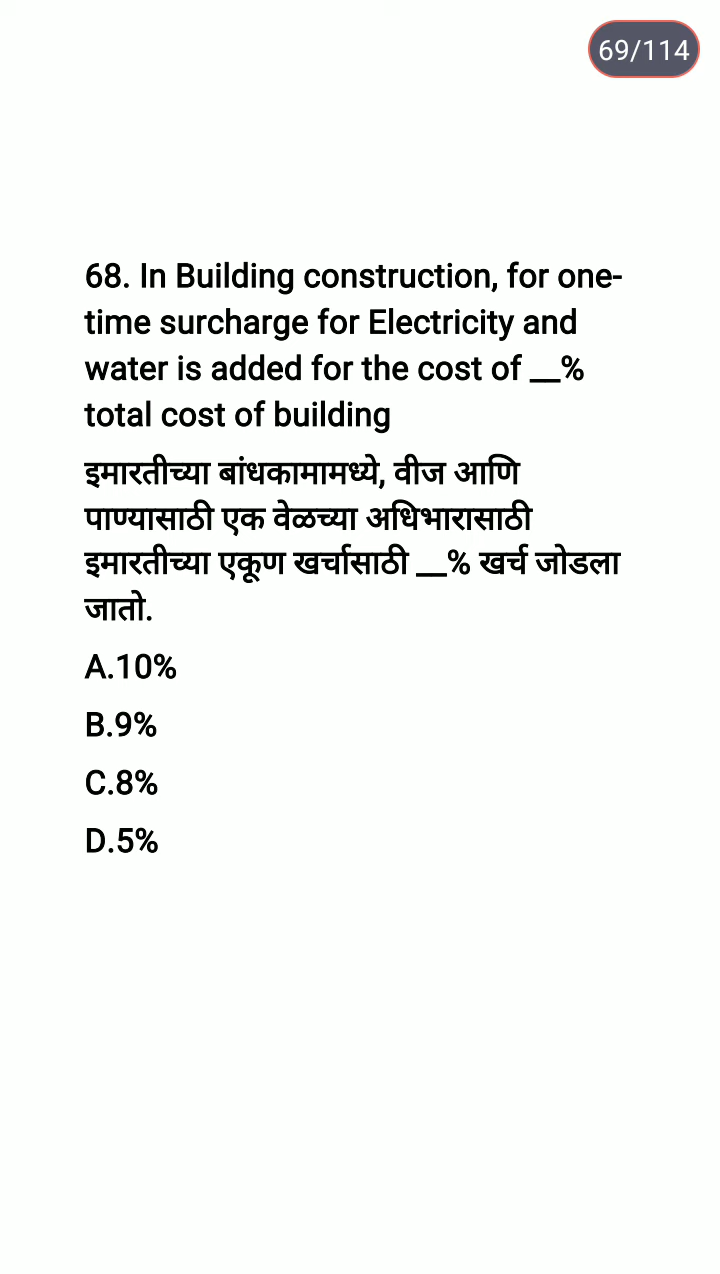 69/114
68. In Building construction, for one-
time surcharge for Electricity and
water is added for the cost of __%
total cost of building
इमारतीच्या बांधकामामध्ये, वीज आणि
पाण्यासाठी एक वेळच्या अधिभारासाठी
इमारतीच्या एकूण खर्चासाठी __% खर्च जोडला
जातो.
A.10%
B.9%
C.8%
D.5%